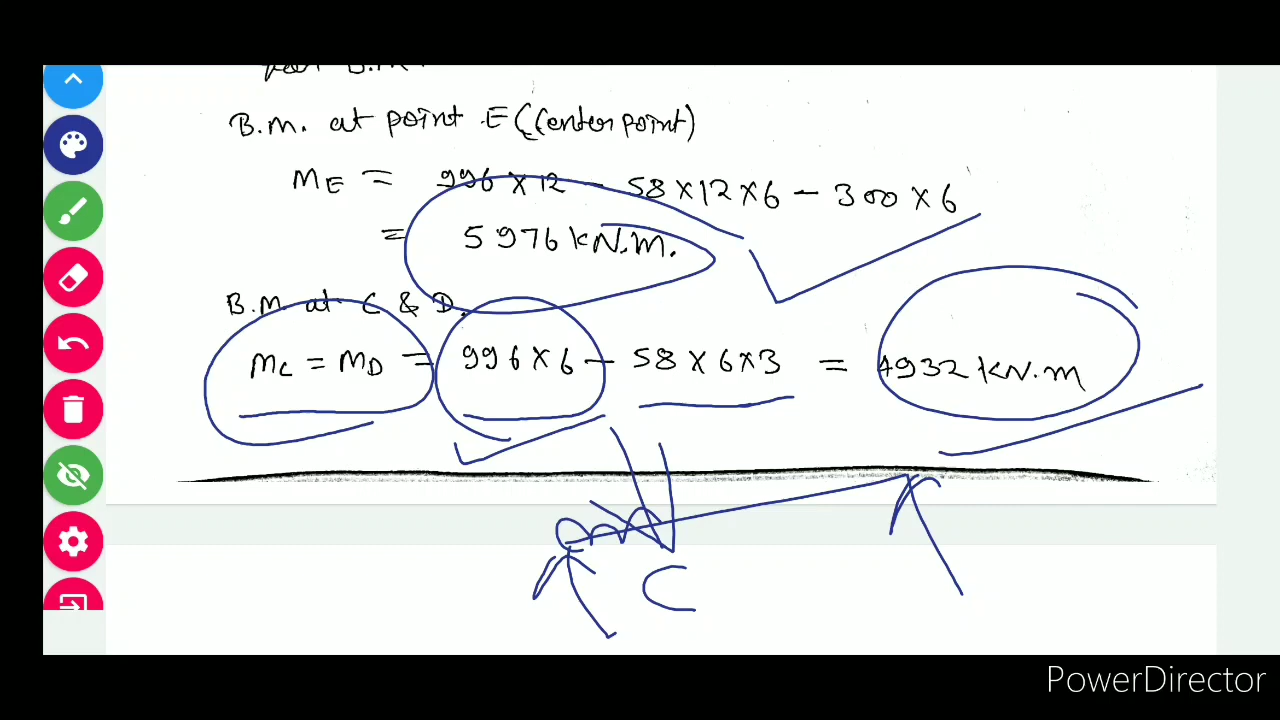 B.M. at point E (Center point)
ME = 996 X 12 - 58 X 12 X 6 - 300 X 6
= 5976 kN.m.
B.M. at C & D.
MC = MD = 996 X 6 - 58 X 6 X 3 = 4932 kN.m
C
PowerDirector